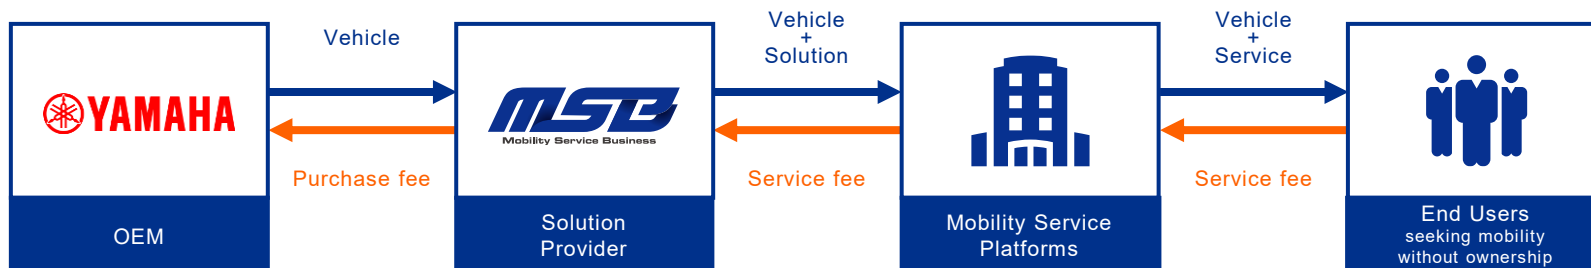 YAMAHA
OEM
Vehicle
Purchase fee
MSB
Mobility Service Business
Solution
Provider
Vehicle
+
Solution
Service fee
Mobility Service
Platforms
Vehicle
+
Service
Service fee
End Users
seeking mobility
without ownership